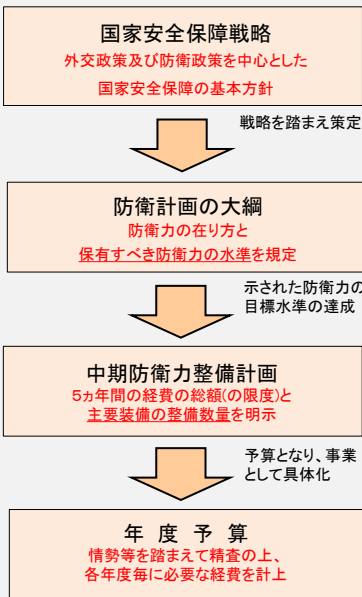 国家安全保障戦略
外交政策及び防衛政策を中心とした
国家安全保障の基本方針
戦略を踏まえ策定
防衛計画の大綱
防衛力の在り方と
保有すべき防衛力の水準を規定
示された防衛力の
目標水準の達成
中期防衛力整備計画
5ヵ年間の経費の総額(の限度)と
主要装備の整備数量を明示
予算となり、事業
として具体化
年度予算
情勢等を踏まえて精査の上、
各年度毎に必要な経費を計上